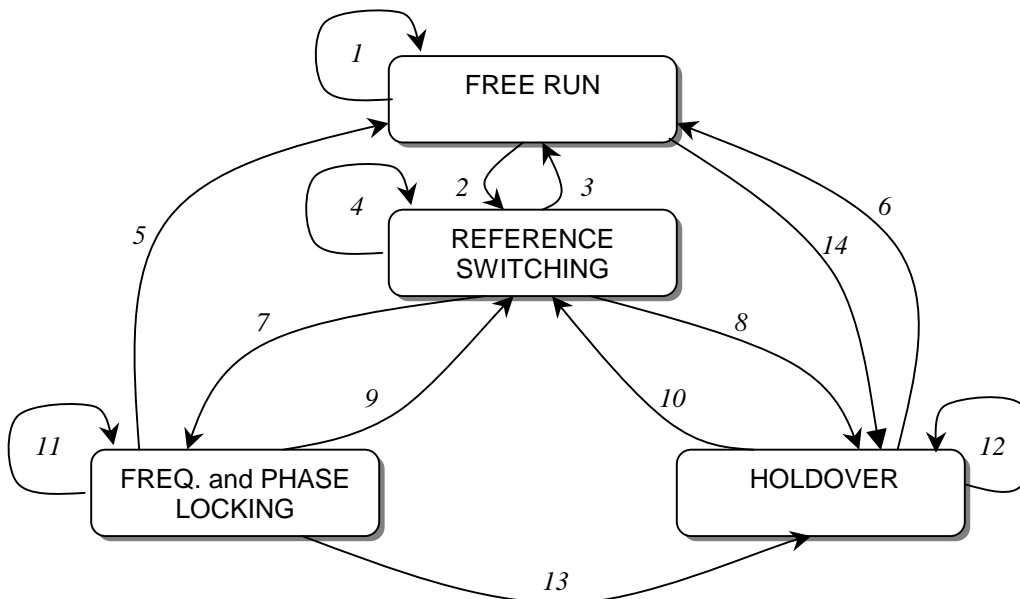 1
FREE RUN
2
3
4
5
6
REFERENCE
SWITCHING
14
7
8
9
10
11
FREQ. and PHASE
LOCKING
HOLDOVER
12
13